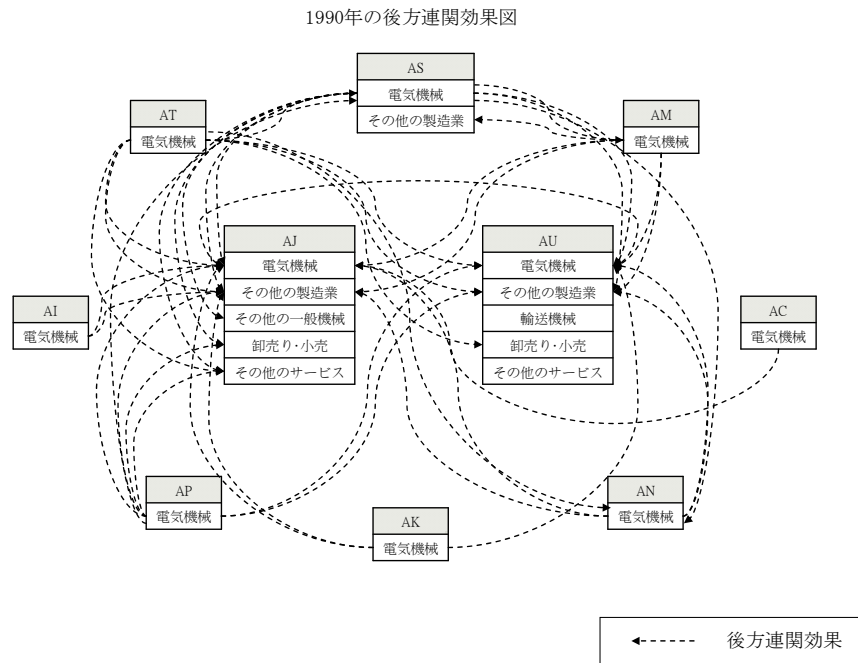 1990年の後方連関効果図
AS
電気機械
その他の製造業
AT
電気機械
AM
電気機械
AJ
電気機械
その他の製造業
その他の一般機械
卸売り･小売
その他のサービス
AU
電気機械
その他の製造業
輸送機械
卸売り･小売
その他のサービス
AI
電気機械
AC
電気機械
AP
電気機械
AK
電気機械
AN
電気機械
後方連関効果